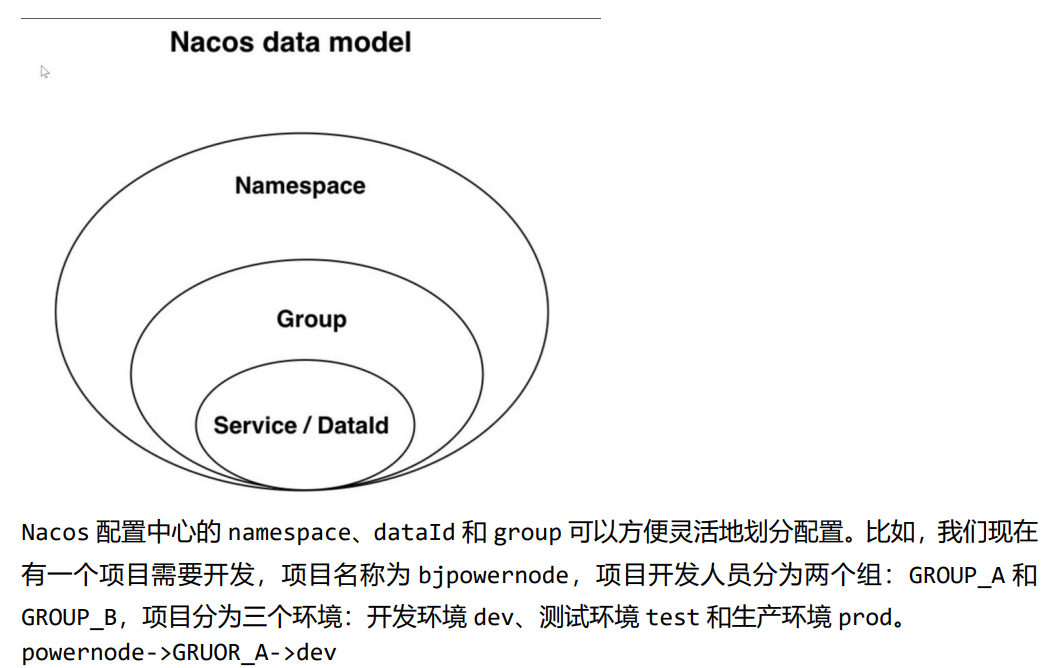 Nacos data model
Namespace
Group
Service / DataId
Nacos 配置中心的 namespace、dataId 和 group 可以方便灵活地划分配置。比如，我们现在
有一个项目需要开发，项目名称为 bjpowernode，项目开发人员分为两个组：GROUP_A 和
GROUP_B，项目分为三个环境：开发环境 dev、测试环境 test 和生产环境 prod。
powernode->GRUOR_A->dev